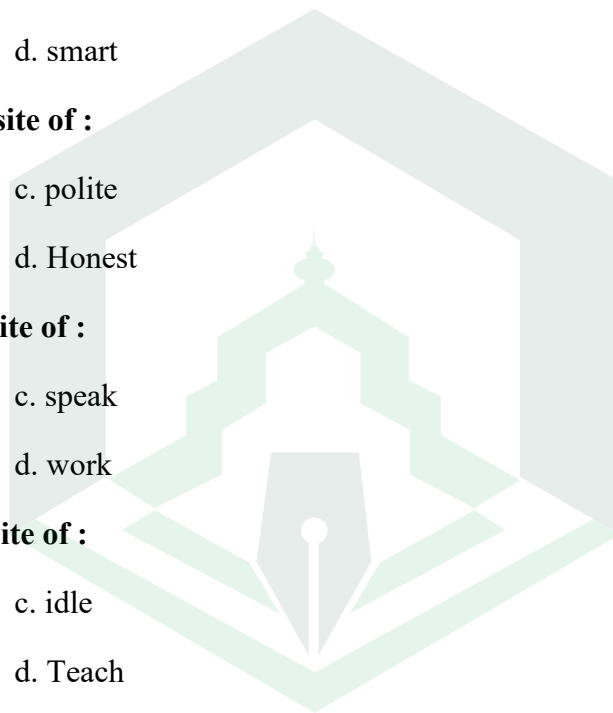 d. smart
site of :
c. polite
d. Honest
ite of :
c. speak
d. work
ite of :
c. idle
d. Teach